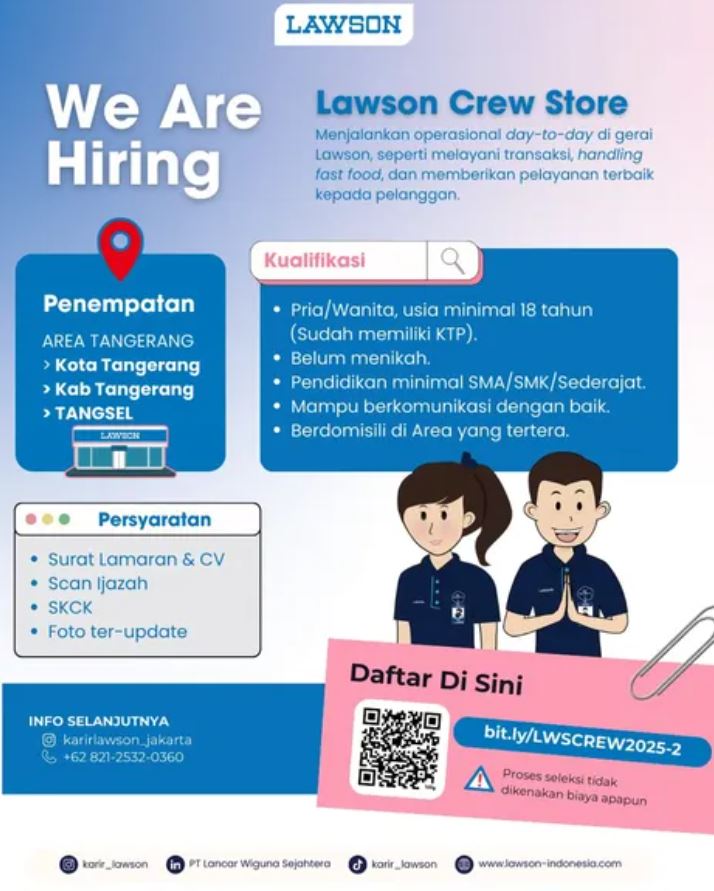 LAWSON
We Are
Hiring
Lawson Crew Store
Menjalankan operasional day-to-day di gerai
Lawson, seperti melayani transaksi, handling
fast food, dan memberikan pelayanan terbaik
kepada pelanggan.
Penempatan
AREA TANGERANG
> Kota Tangerang
> Kab Tangerang
> TANGSEL
LAWSON
Kualifikasi
• Pria/Wanita, usia minimal 18 tahun
(Sudah memiliki KTP).
• Belum menikah.
• Pendidikan minimal SMA/SMK/Sederajat.
• Mampu berkomunikasi dengan baik.
• Berdomisili di Area yang tertera.
Persyaratan
• Surat Lamaran & CV
• Scan Ijazah
• SKCK
• Foto ter-update
Daftar Di Sini
bit.ly/LWSCREW2025-2
Proses seleksi tidak
dikenakan biaya apapun
INFO SELANJUTNYA
karirlawson_jakarta
+62 821-2532-0360
karir_lawson
PT Lancar Wiguna Sejahtera
karir_lawson
www.lawson-indonesia.com